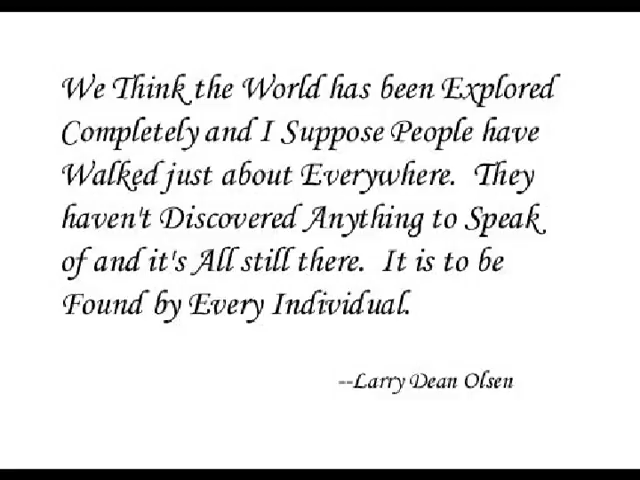 We Think the World has been Explored
Completely and I Suppose People have
Walked just about Everywhere.  They
haven't Discovered Anything to Speak
of and it's All still there.  It is to be
Found by Every Individual.
--Larry Dean Olsen